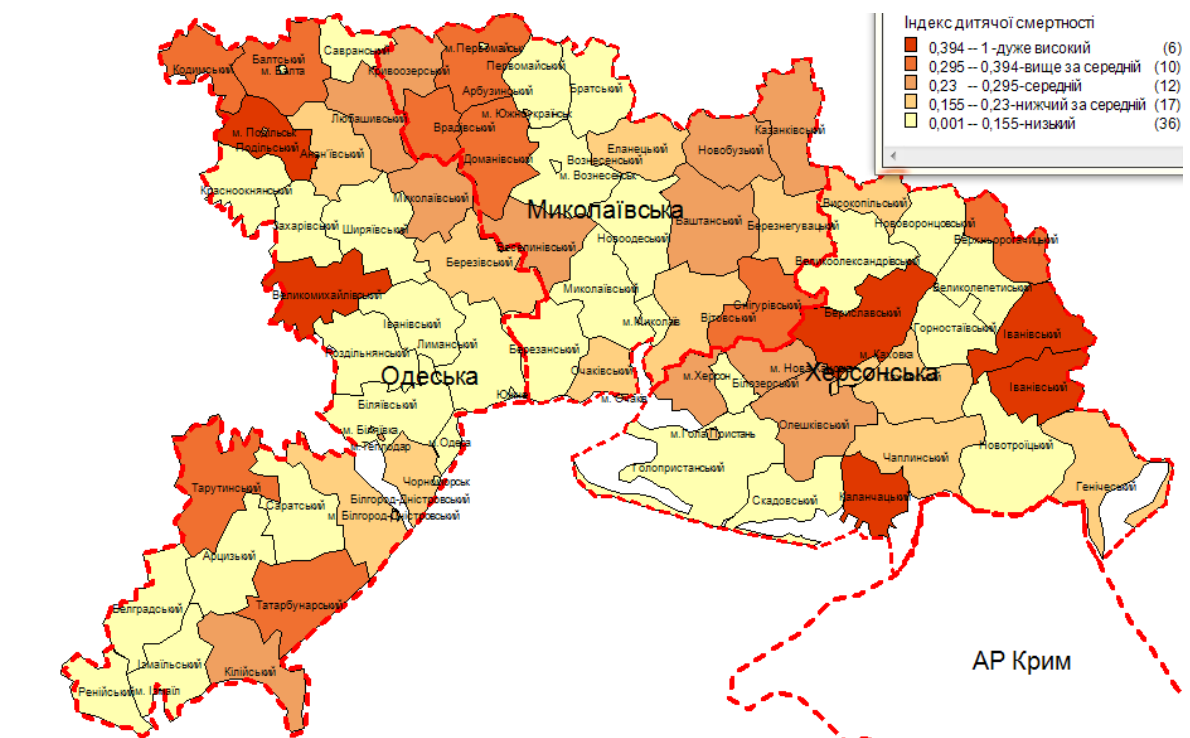 Індекс дитячої смертності
0,394 -- 1 -дуже високий (6)
0,295 -- 0,394-вище за середній (10)
0,23 -- 0,295-середній (12)
0,155 -- 0,23-нижчий за середній (17)
0,001 -- 0,155-низький (36)
Савранський
м.Первомайськ
Балтський
м. Балта
Кодимський
Кривоозерський
Первомайський
Арбузинський
Братський
м. Южноукраїнськ
Любашівський
Врадіївський
м. Подільськ
Подільський
Казанківський
Ананївський
Доманівський
Вознесенський
м. Вознесенськ
Еланецький
Новобузький
Красноокнянський
Миколаївський
Миколаївська
Високопільський
Захарівський
Ширяївський
Баштанський
Березнегувацький
Нововоронцовський
Новоодеський
Веселинівський
Верхньорогачицький
Березівський
Великоолександрівський
Великомихайлівський
Миколаївський
Великолепетиський
Снігурівський
Вітовський
Бериславський
Іванівський
м.Миколаїв
Горностаївський
Іванівський
Лиманський
Роздільнянський
Березанський
м. Каховка
Очаківський
м.Херсон
Білозерський
Херсонська
Одеська
Іванівський
м. Очаків
Біляївський
м. Біляївка
м.Теплодар
м. Одеса
Олешківський
м.Гола Пристань
Новотроїцький
Чаплинський
Голопристанський
Чорноморськ
Тарутинський
Білгород-Дністровський
м. Білгород-Дністровський
Саратський
Скадовський
Каланчацький
Генічеський
Арцизький
Татарбунарський
Ізмаїльський
Кілійський
Ренійський
м. Ізмаїл
АР Крим